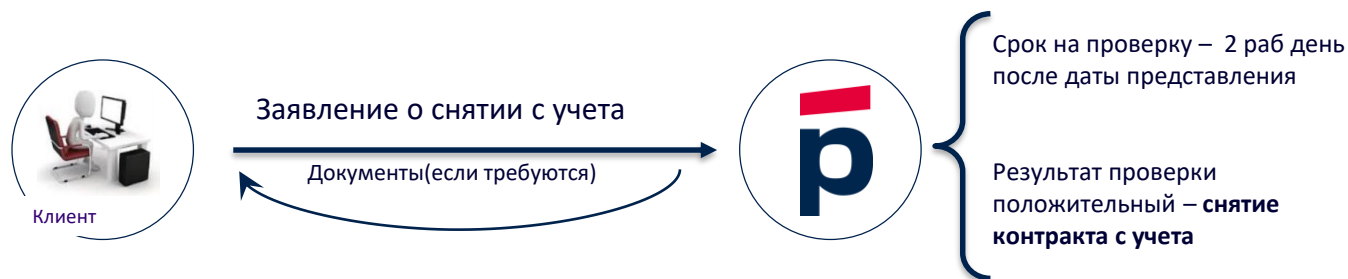 Клиент
Заявление о снятии с учета
Документы(если требуются)
р
Срок на проверку – 2 раб день
после даты представления
Результат проверки
положительный – снятие
контракта с учета